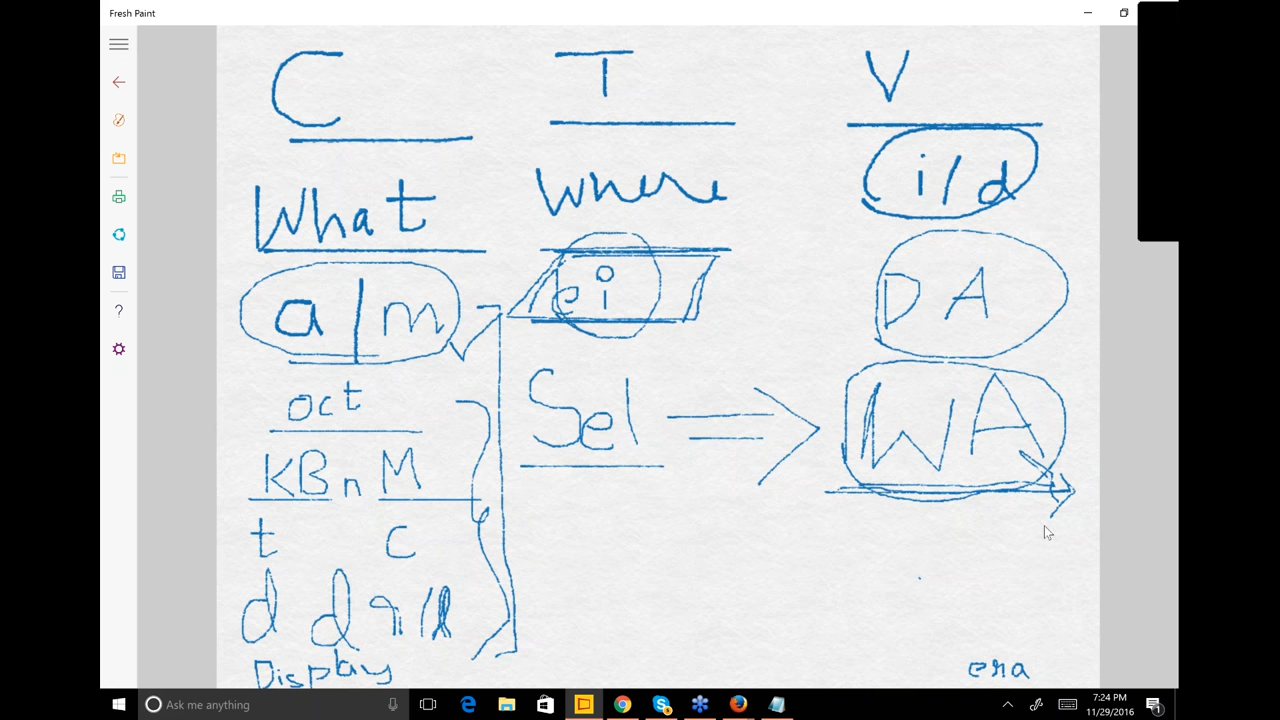 Fresh Paint
C T V
What where i/d
a/m ei DA
oct Sel WA
KB n M
t c
d d r/l
Display era
Ask me anything
7:24 PM
11/29/2016